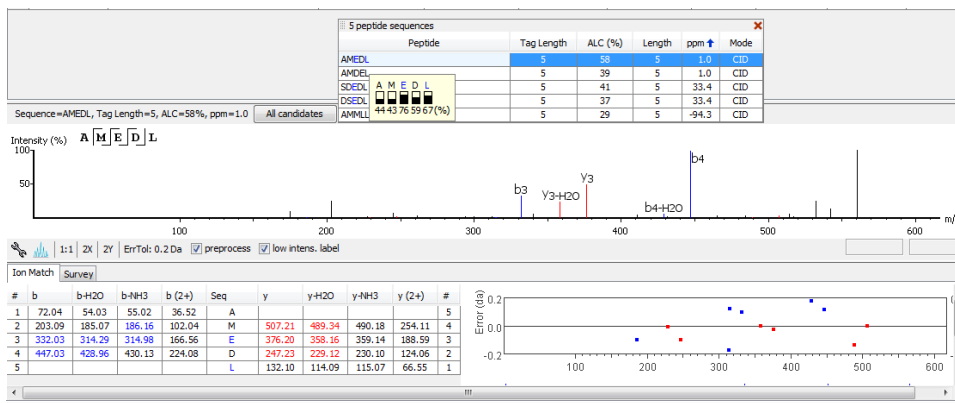 5 peptide sequences
Peptide Tag Length ALC (%) Length ppm Mode
AMEDL 5 58 5 1.0 CID
AMDEL 5 39 5 1.0 CID
SDEDL 5 41 5 33.4 CID
DSEDL 5 37 5 33.4 CID
AMMLL 5 29 5 -94.3 CID
A M E D L
44 43 76 59 67(%)
Sequence=AMEDL, Tag Length=5, ALC=58%, ppm=1.0 All candidates
Intensity (%) A M E D L
100
50
b3 y3-H2O y3 b4-H2O b4
100 200 300 400 500 600 m/
1:1 2X 2Y ErrTol: 0.2 Da preprocess low intens. label
Ion Match Survey
# b b-H2O b-NH3 b (2+) Seq y y-H2O y-NH3 y (2+) #
1 72.04 54.03 55.02 36.52 A 5
2 203.09 185.07 186.16 102.04 M 507.21 489.34 490.18 254.11 4
3 332.03 314.29 314.98 166.56 E 376.20 358.16 359.14 188.59 3
4 447.03 428.96 430.13 224.08 D 247.23 229.12 230.10 124.06 2
5 L 132.10 114.09 115.07 66.55 1
Error (da)
0.2
0.0
-0.2
100 200 300 400 500 600